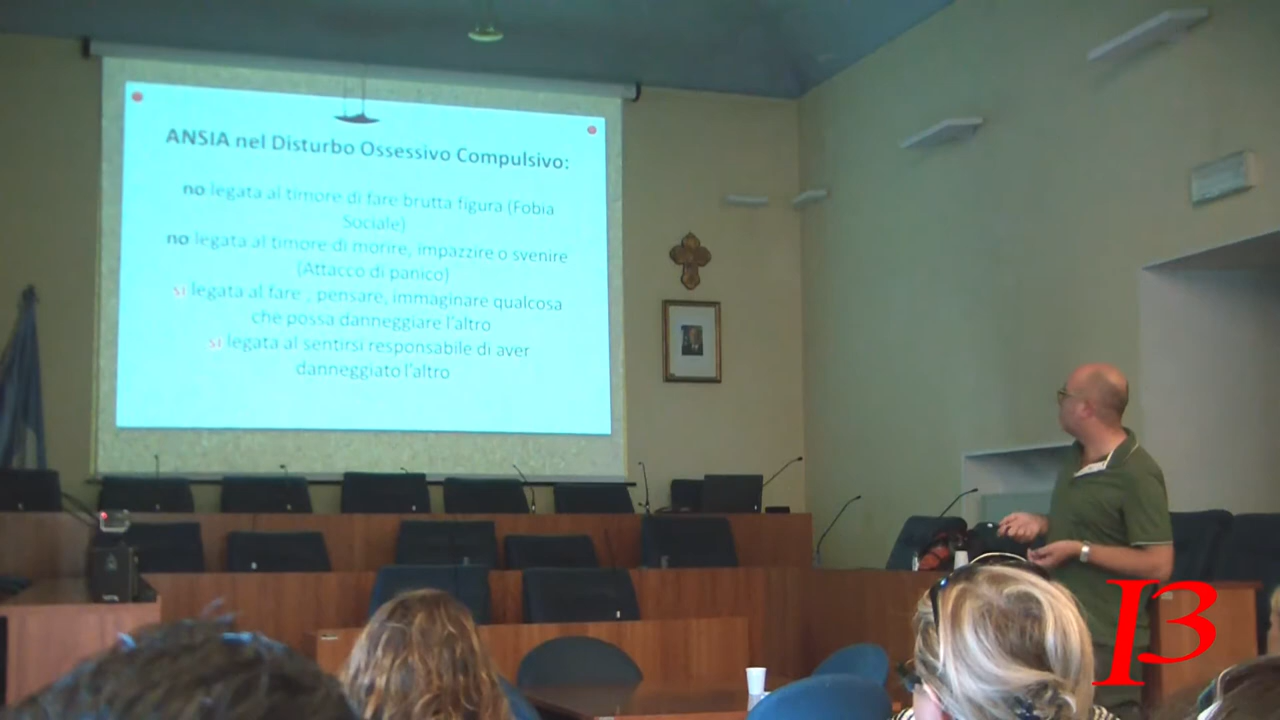 ANSIA nel Disturbo Ossessivo Compulsivo:
no legata al timore di fare brutta figura (Fobia
Sociale)
no legata al timore di morire, impazzire o svenire
(Attacco di panico)
si legata al fare , pensare, immaginare qualcosa
che possa danneggiare l'altro
si legata al sentirsi responsabile di aver
danneggiato l'altro
13